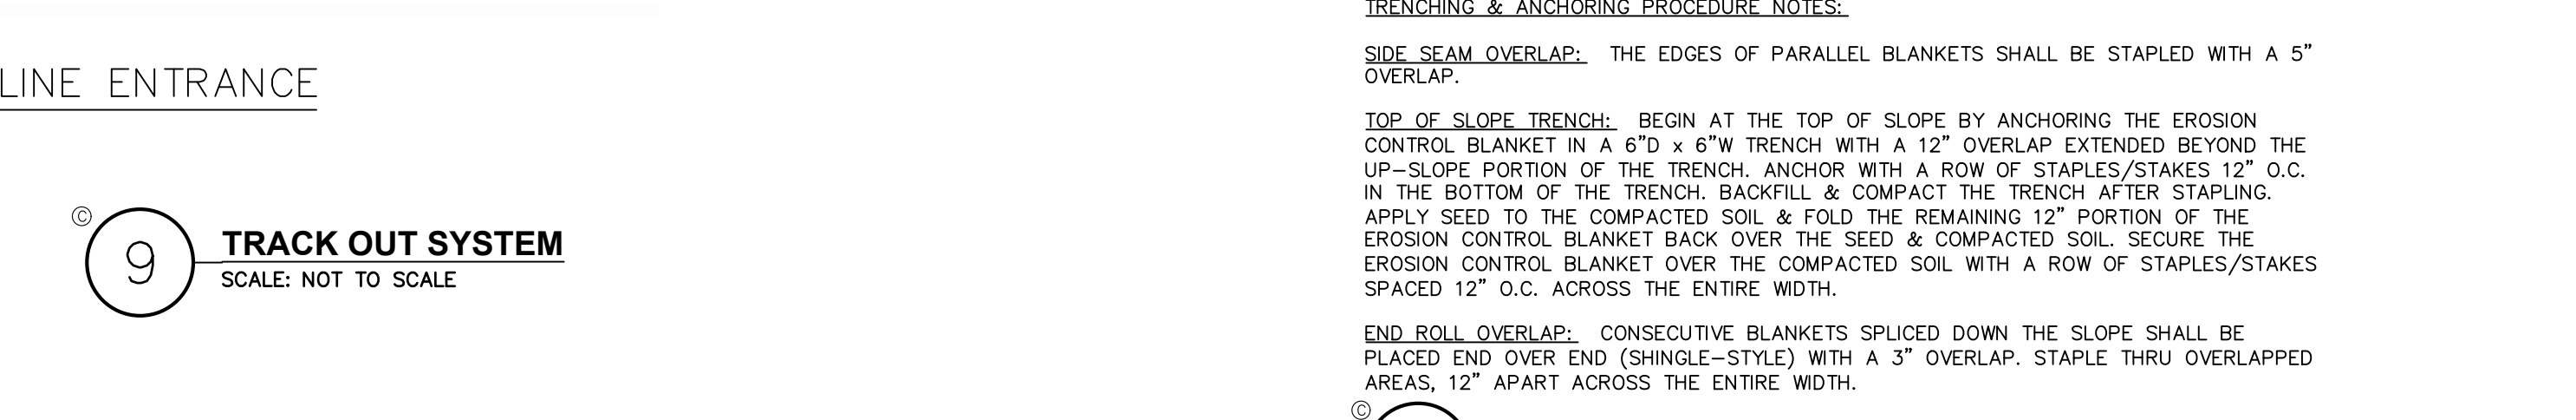 LINE ENTRANCE
©
9
TRACK OUT SYSTEM
SCALE: NOT TO SCALE
TRENCHING & ANCHORING PROCEDURE NOTES:
SIDE SEAM OVERLAP: THE EDGES OF PARALLEL BLANKETS SHALL BE STAPLED WITH A 5”
OVERLAP.
TOP OF SLOPE TRENCH: BEGIN AT THE TOP OF SLOPE BY ANCHORING THE EROSION
CONTROL BLANKET IN A 6”D x 6”W TRENCH WITH A 12” OVERLAP EXTENDED BEYOND THE
UP-SLOPE PORTION OF THE TRENCH. ANCHOR WITH A ROW OF STAPLES/STAKES 12” O.C.
IN THE BOTTOM OF THE TRENCH. BACKFILL & COMPACT THE TRENCH AFTER STAPLING.
APPLY SEED TO THE COMPACTED SOIL & FOLD THE REMAINING 12” PORTION OF THE
EROSION CONTROL BLANKET BACK OVER THE SEED & COMPACTED SOIL. SECURE THE
EROSION CONTROL BLANKET OVER THE COMPACTED SOIL WITH A ROW OF STAPLES/STAKES
SPACED 12” O.C. ACROSS THE ENTIRE WIDTH.
END ROLL OVERLAP: CONSECUTIVE BLANKETS SPLICED DOWN THE SLOPE SHALL BE
PLACED END OVER END (SHINGLE-STYLE) WITH A 3” OVERLAP. STAPLE THRU OVERLAPPED
AREAS, 12” APART ACROSS THE ENTIRE WIDTH.
©